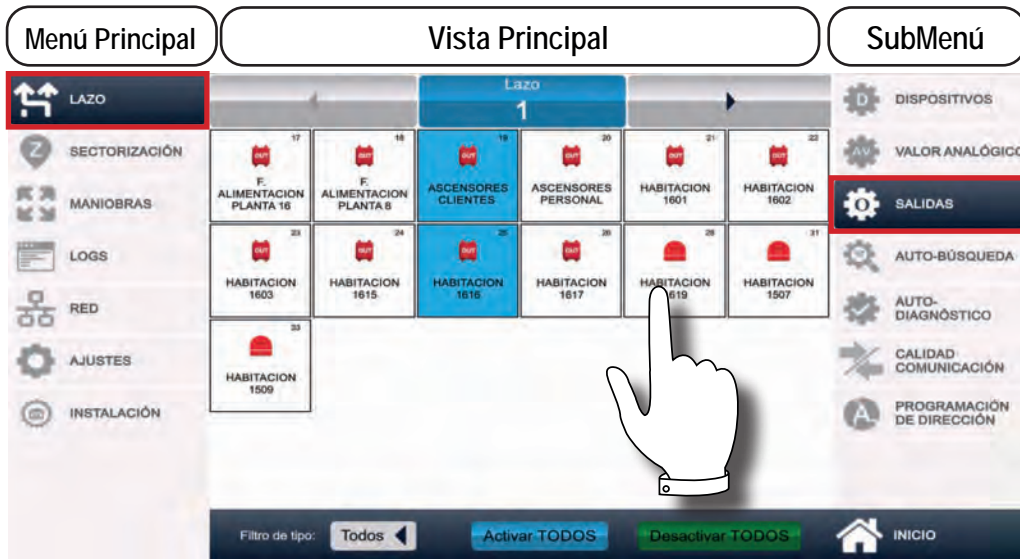 Menú Principal
Vista Principal
SubMenú
LAZO
SECTORIZACIÓN
MANIOBRAS
LOGS
RED
AJUSTES
INSTALACIÓN
Lazo
1
17
OUT
F.
ALIMENTACION
PLANTA 16
18
OUT
F.
ALIMENTACION
PLANTA 8
19
OUT
ASCENSORES
CLIENTES
20
OUT
ASCENSORES
PERSONAL
21
OUT
HABITACION
1601
22
OUT
HABITACION
1602
23
OUT
HABITACION
1603
24
OUT
HABITACION
1615
25
OUT
HABITACION
1616
OUT
HABITACION
1617
HABITACION
619
31
HABITACION
1507
33
HABITACION
1509
Filtro de tipo:
Todos
Activar TODOS
Desactivar TODOS
D
DISPOSITIVOS
AV
VALOR ANALÓGICO
O
SALIDAS
AUTO-BÚSQUEDA
AUTO-
DIAGNÓSTICO
CALIDAD
COMUNICACIÓN
A
PROGRAMACIÓN
DE DIRECCIÓN
INICIO